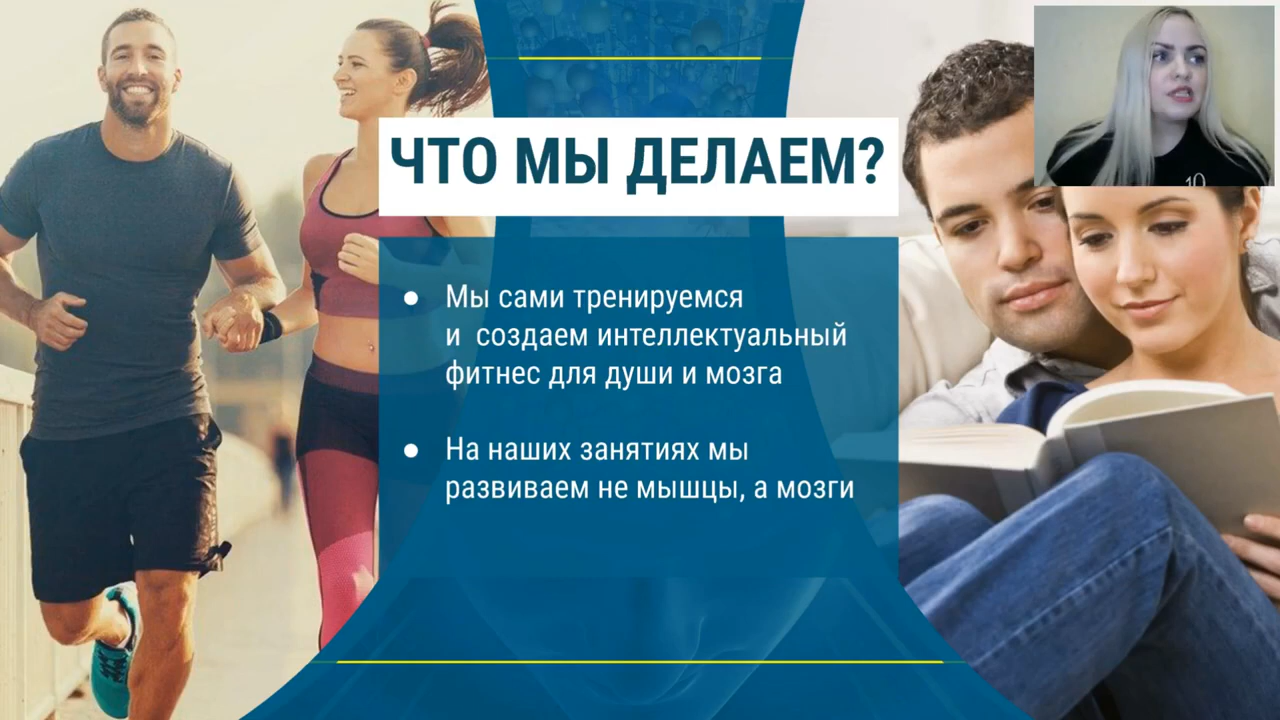 ЧТО МЫ ДЕЛАЕМ?
● Мы сами тренируемся
и создаем интеллектуальный
фитнес для души и мозга
● На наших занятиях мы
развиваем не мышцы, а мозги
10